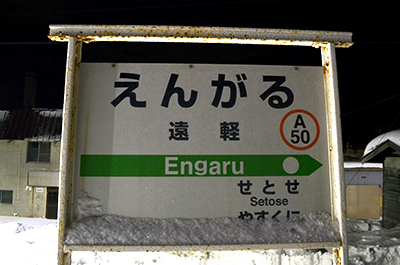 えんがる
遠軽
A
50
Engaru
せとせ
Setose
やすくに